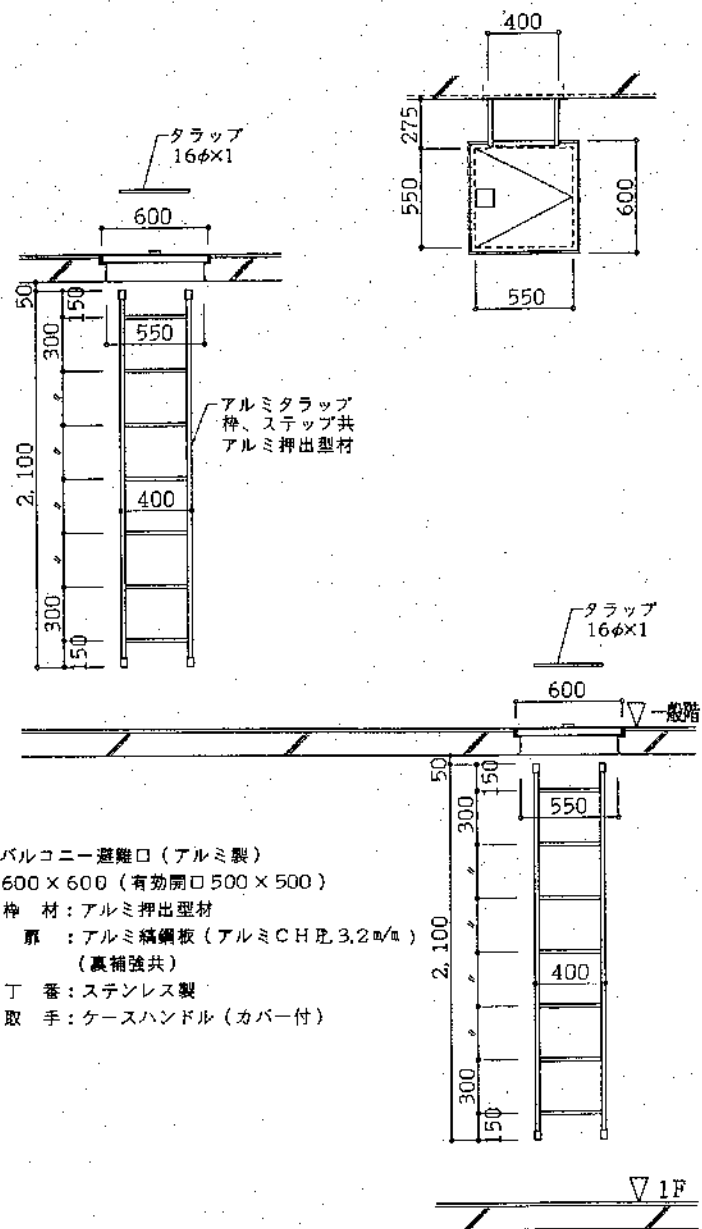 400
275
550
600
550
タラップ
16φ×1
600
50
150
300
550
〃
〃
〃
〃
2,100
400
300
150
アルミタラップ
枠、ステップ共
アルミ押出型材
タラップ
16φ×1
600
一般階
50
150
300
550
〃
〃
〃
〃
2,100
400
300
150
バルコニー避難口（アルミ製）
600×600（有効開口500×500）
枠 材：アルミ押出型材
扉 ：アルミ縞鋼板（アルミCHPL3.2m/m）
（裏補強共）
丁 番：ステンレス製
取 手：ケースハンドル（カバー付）
1F